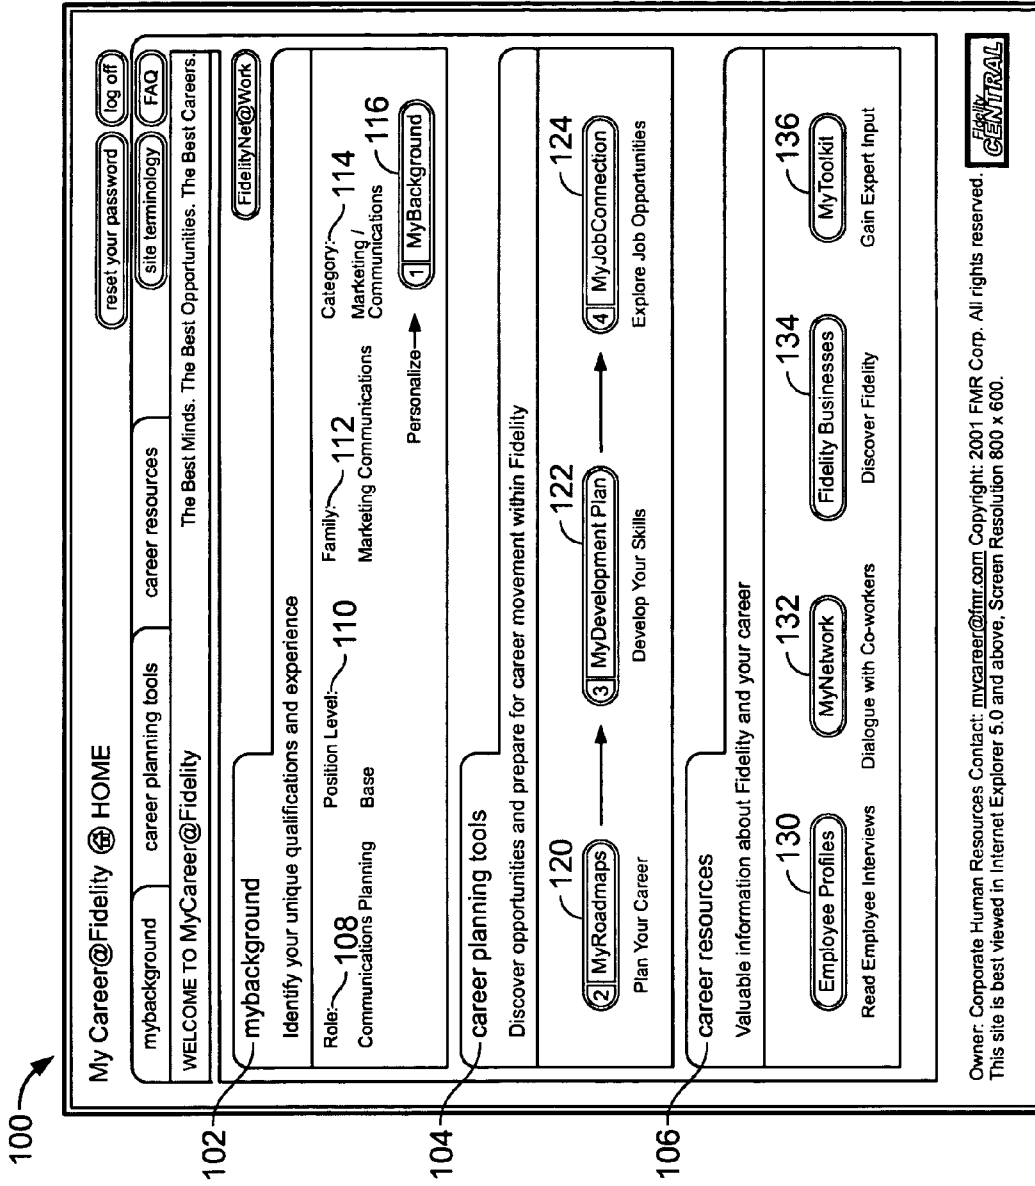 100
My Career@Fidelity HOME
reset your password
log off
mybackground
career planning tools
career resources
site terminology
FAQ
WELCOME TO MyCareer@Fidelity
The Best Minds. The Best Opportunities. The Best Careers.
FidelityNet@Work
102
mybackground
Identify your unique qualifications and experience
Role:
108
Position Level:
110
Family:
112
Category:
114
Communications Planning
Base
Marketing Communications
Marketing /
Communications
116
Personalize
1 MyBackground
104
career planning tools
Discover opportunities and prepare for career movement within Fidelity
120
122
124
2 MyRoadmaps
3 MyDevelopment Plan
4 MyJobConnection
Plan Your Career
Develop Your Skills
Explore Job Opportunities
106
career resources
Valuable information about Fidelity and your career
130
132
134
136
Employee Profiles
MyNetwork
Fidelity Businesses
MyToolkit
Read Employee Interviews
Dialogue with Co-workers
Discover Fidelity
Gain Expert Input
Owner: Corporate Human Resources Contact: mycareer@fmr.com Copyright: 2001 FMR Corp. All rights reserved.
This site is best viewed in Internet Explorer 5.0 and above, Screen Resolution 800 x 600.
Fidelity
CENTRAL